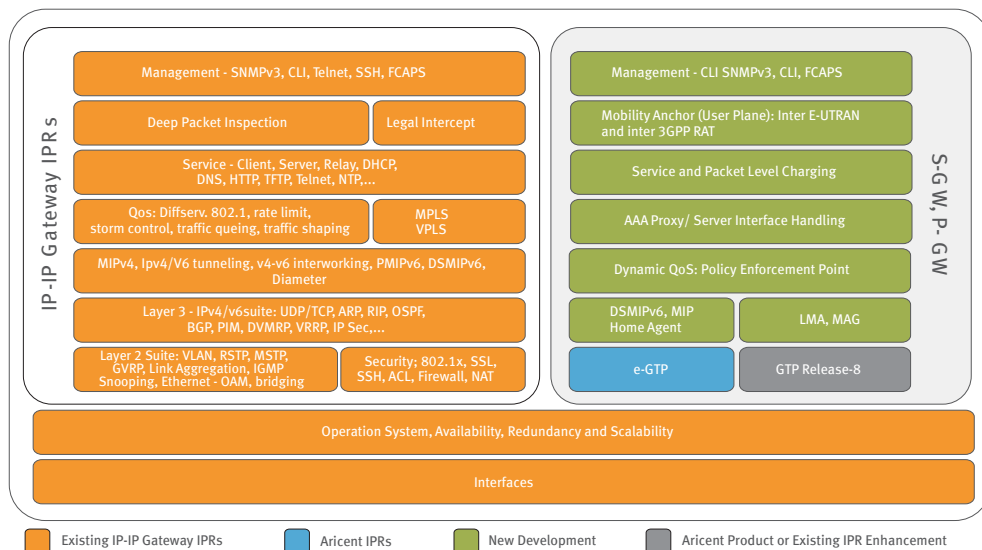 IP-IP Gateway IPRs
Management - SNMPv3, CLI, Telnet, SSH, FCAPS
Deep Packet Inspection
Legal Intercept
Service - Client, Server, Relay, DHCP,
DNS, HTTP, TFTP, Telnet, NTP,...
Qos: Diffserv. 802.1, rate limit,
storm control, traffic queing, traffic shaping
MPLS
VPLS
MIPv4, Ipv4/V6 tunneling, v4-v6 interworking, PMIPv6, DSMIPv6,
Diameter
Layer 3 - IPv4/v6suite: UDP/TCP, ARP, RIP, OSPF,
BGP, PIM, DVMRP, VRRP, IP Sec,...
Layer 2 Suite: VLAN, RSTP, MSTP,
GVRP, Link Aggregation, IGMP
Snooping, Ethernet - OAM, bridging
Security; 802.1x, SSL,
SSH, ACL, Firewall, NAT
Management - CLI SNMPv3, CLI, FCAPS
Mobility Anchor (User Plane): Inter E-UTRAN
and inter 3GPP RAT
Service and Packet Level Charging
AAA Proxy/ Server Interface Handling
Dynamic QoS: Policy Enforcement Point
DSMIPv6, MIP
Home Agent
LMA, MAG
e-GTP
GTP Release-8
S-GW, P- GW
Operation System, Availability, Redundancy and Scalability
Interfaces
Existing IP-IP Gateway IPRs
Aricent IPRs
New Development
Aricent Product or Existing IPR Enhancement